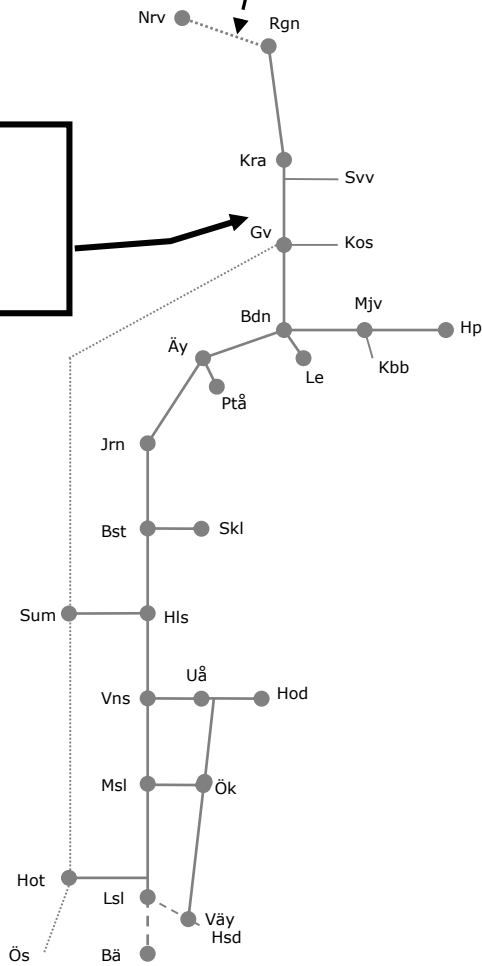 Nrv
Rgn
Kra
Svv
Gv
Kos
Bdn
Mjv
Hp
Äy
Le
Kbb
Ptå
Jrn
Bst
Skl
Sum
Hls
Uå
Vns
Hod
Msl
Ök
Hot
Lsl
Väy
Hsd
Ös
Bä